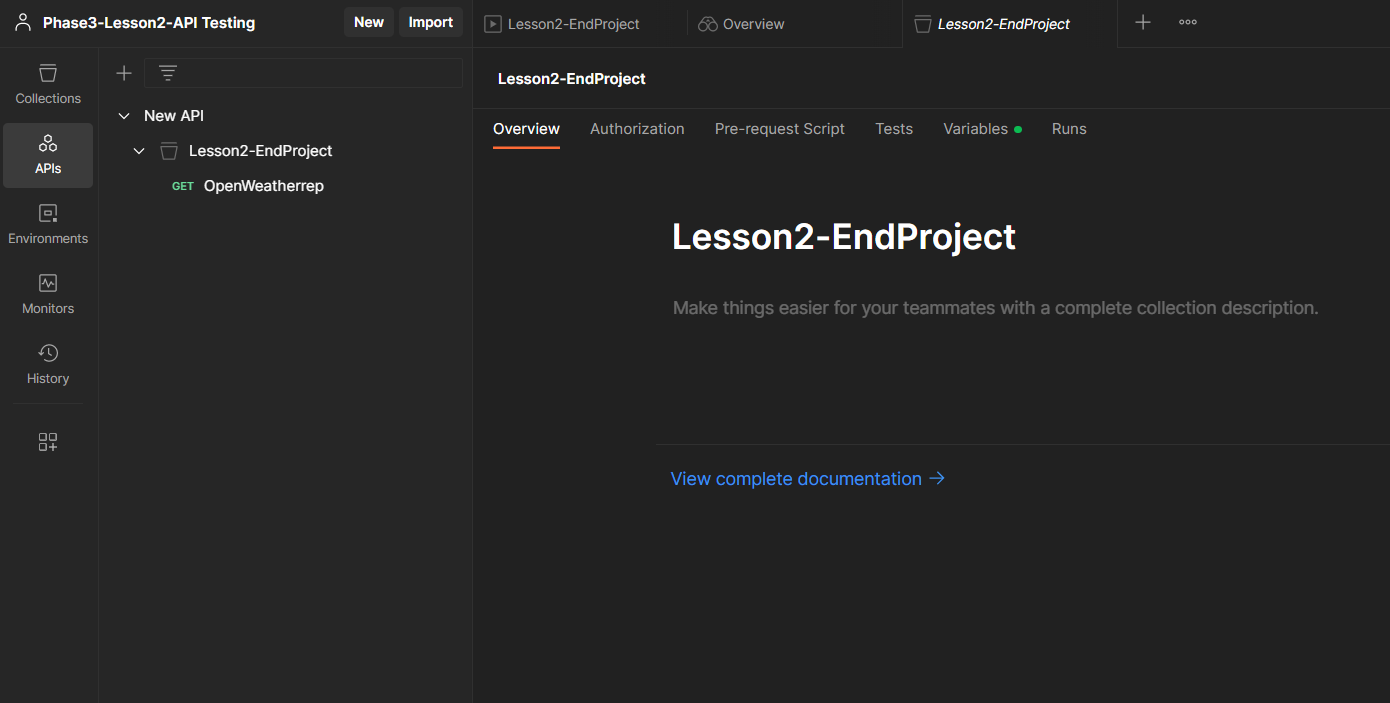 Phase3-Lesson2-API Testing
New
Import
Lesson2-EndProject
Overview
Lesson2-EndProject
Collections
APIs
Environments
Monitors
History
New API
Lesson2-EndProject
GET OpenWeatherrep
Lesson2-EndProject
Overview
Authorization
Pre-request Script
Tests
Variables
Runs
Lesson2-EndProject
Make things easier for your teammates with a complete collection description.
View complete documentation →